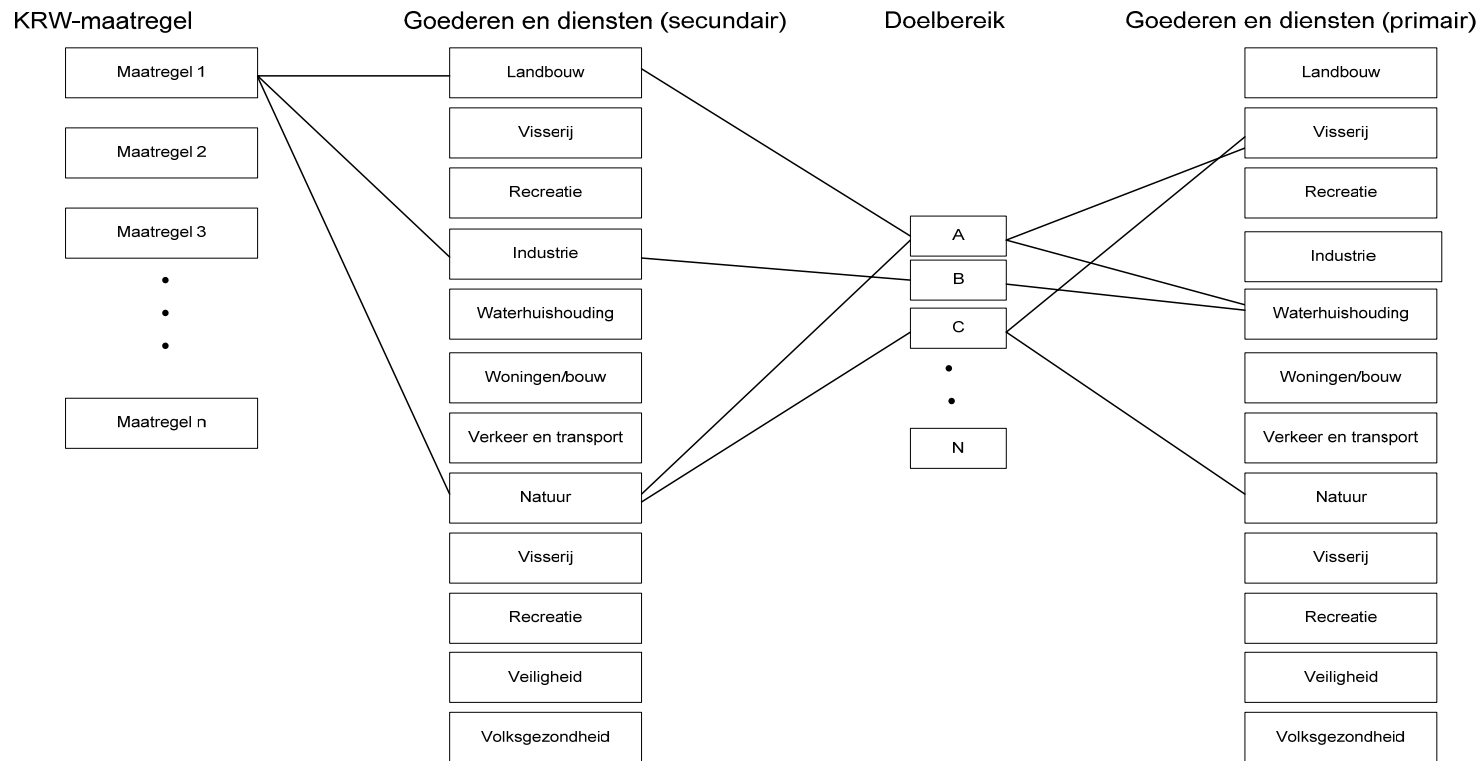 KRW-maatregel
Maatregel 1
Maatregel 2
Maatregel 3
Maatregel n
Goederen en diensten (secundair)
Landbouw
Visserij
Recreatie
Industrie
Waterhuishouding
Woningen/bouw
Verkeer en transport
Natuur
Visserij
Recreatie
Veiligheid
Volksgezondheid
Doelbereik
A
B
C
N
Goederen en diensten (primair)
Landbouw
Visserij
Recreatie
Industrie
Waterhuishouding
Woningen/bouw
Verkeer en transport
Natuur
Visserij
Recreatie
Veiligheid
Volksgezondheid